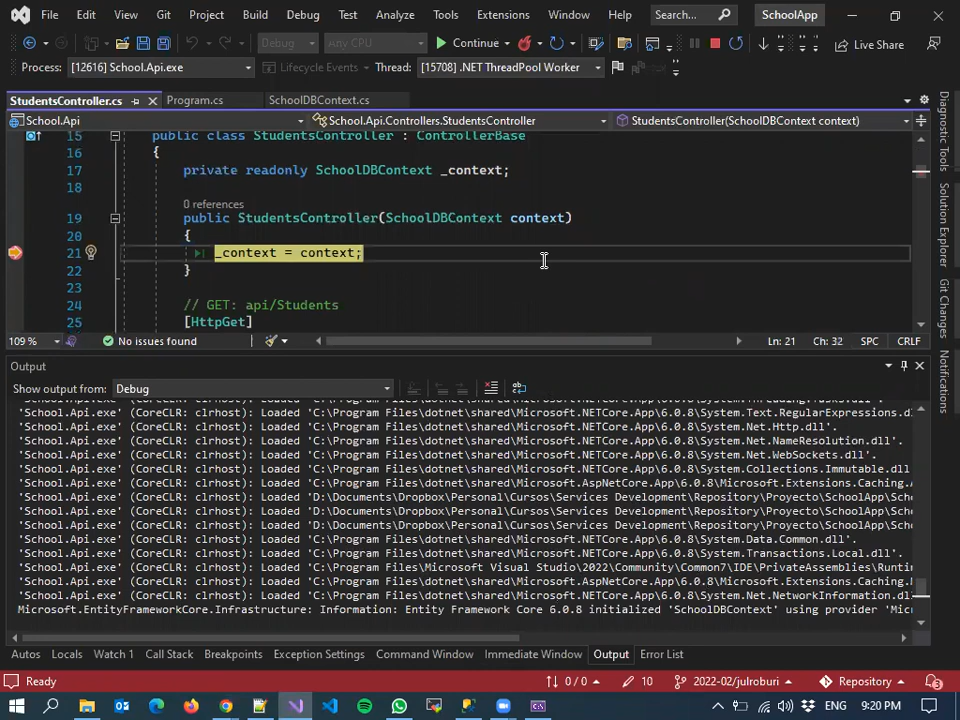 File Edit View Git Project Build Debug Test Analyze Tools Extensions Window Help Search... SchoolApp
Debug Any CPU Continue Live Share
Process: [12616] School.Api.exe Lifecycle Events Thread: [15708] .NET ThreadPool Worker
StudentsController.cs Program.cs SchoolDBContext.cs
School.Api School.Api.Controllers.StudentsController StudentsController(SchoolDBContext context)
15 public class StudentsController : ControllerBase
16 {
17 private readonly SchoolDBContext _context;
18
0 references
19 public StudentsController(SchoolDBContext context)
20 {
21 _context = context;
22 }
23
24 // GET: api/Students
25 [HttpGet]
109 % No issues found Ln: 21 Ch: 32 SPC CRLF
Output
Show output from: Debug
'School.Api.exe' (CoreCLR: clrhost): Loaded 'C:\Program Files\dotnet\shared\Microsoft.NETCore.App\6.0.8\System.Text.RegularExpressions.d
'School.Api.exe' (CoreCLR: clrhost): Loaded 'C:\Program Files\dotnet\shared\Microsoft.NETCore.App\6.0.8\System.Net.Http.dll'.
'School.Api.exe' (CoreCLR: clrhost): Loaded 'C:\Program Files\dotnet\shared\Microsoft.NETCore.App\6.0.8\System.Net.NameResolution.dll'.
'School.Api.exe' (CoreCLR: clrhost): Loaded 'C:\Program Files\dotnet\shared\Microsoft.NETCore.App\6.0.8\System.Net.WebSockets.dll'.
'School.Api.exe' (CoreCLR: clrhost): Loaded 'C:\Program Files\dotnet\shared\Microsoft.NETCore.App\6.0.8\System.Collections.Immutable.dll
'School.Api.exe' (CoreCLR: clrhost): Loaded 'C:\Program Files\dotnet\shared\Microsoft.AspNetCore.App\6.0.8\Microsoft.Extensions.Caching.
'School.Api.exe' (CoreCLR: clrhost): Loaded 'D:\Documents\Dropbox\Personal\Cursos\Services Development\Repository\Proyecto\SchoolApp\Sch
'School.Api.exe' (CoreCLR: clrhost): Loaded 'D:\Documents\Dropbox\Personal\Cursos\Services Development\Repository\Proyecto\SchoolApp\Sch
'School.Api.exe' (CoreCLR: clrhost): Loaded 'D:\Documents\Dropbox\Personal\Cursos\Services Development\Repository\Proyecto\SchoolApp\Sch
'School.Api.exe' (CoreCLR: clrhost): Loaded 'C:\Program Files\dotnet\shared\Microsoft.NETCore.App\6.0.8\System.Data.Common.dll'.
'School.Api.exe' (CoreCLR: clrhost): Loaded 'C:\Program Files\dotnet\shared\Microsoft.NETCore.App\6.0.8\System.Transactions.Local.dll'.
'School.Api.exe' (CoreCLR: clrhost): Loaded 'C:\Program Files\Microsoft Visual Studio\2022\Community\Common7\IDE\PrivateAssemblies\Runti
'School.Api.exe' (CoreCLR: clrhost): Loaded 'C:\Program Files\dotnet\shared\Microsoft.AspNetCore.App\6.0.8\Microsoft.Extensions.Caching.
'School.Api.exe' (CoreCLR: clrhost): Loaded 'C:\Program Files\dotnet\shared\Microsoft.NETCore.App\6.0.8\System.Net.NetworkInformation.dl
Microsoft.EntityFrameworkCore.Infrastructure: Information: Entity Framework Core 6.0.8 initialized 'SchoolDBContext' using provider 'Mic
Autos Locals Watch 1 Call Stack Breakpoints Exception Settings Command Window Immediate Window Output Error List
Ready 0 / 0 10 2022-02/julroburi Repository 3
ENG 9:20 PM
Diagnostic Tools
Solution Explorer
Git Changes
Notifications